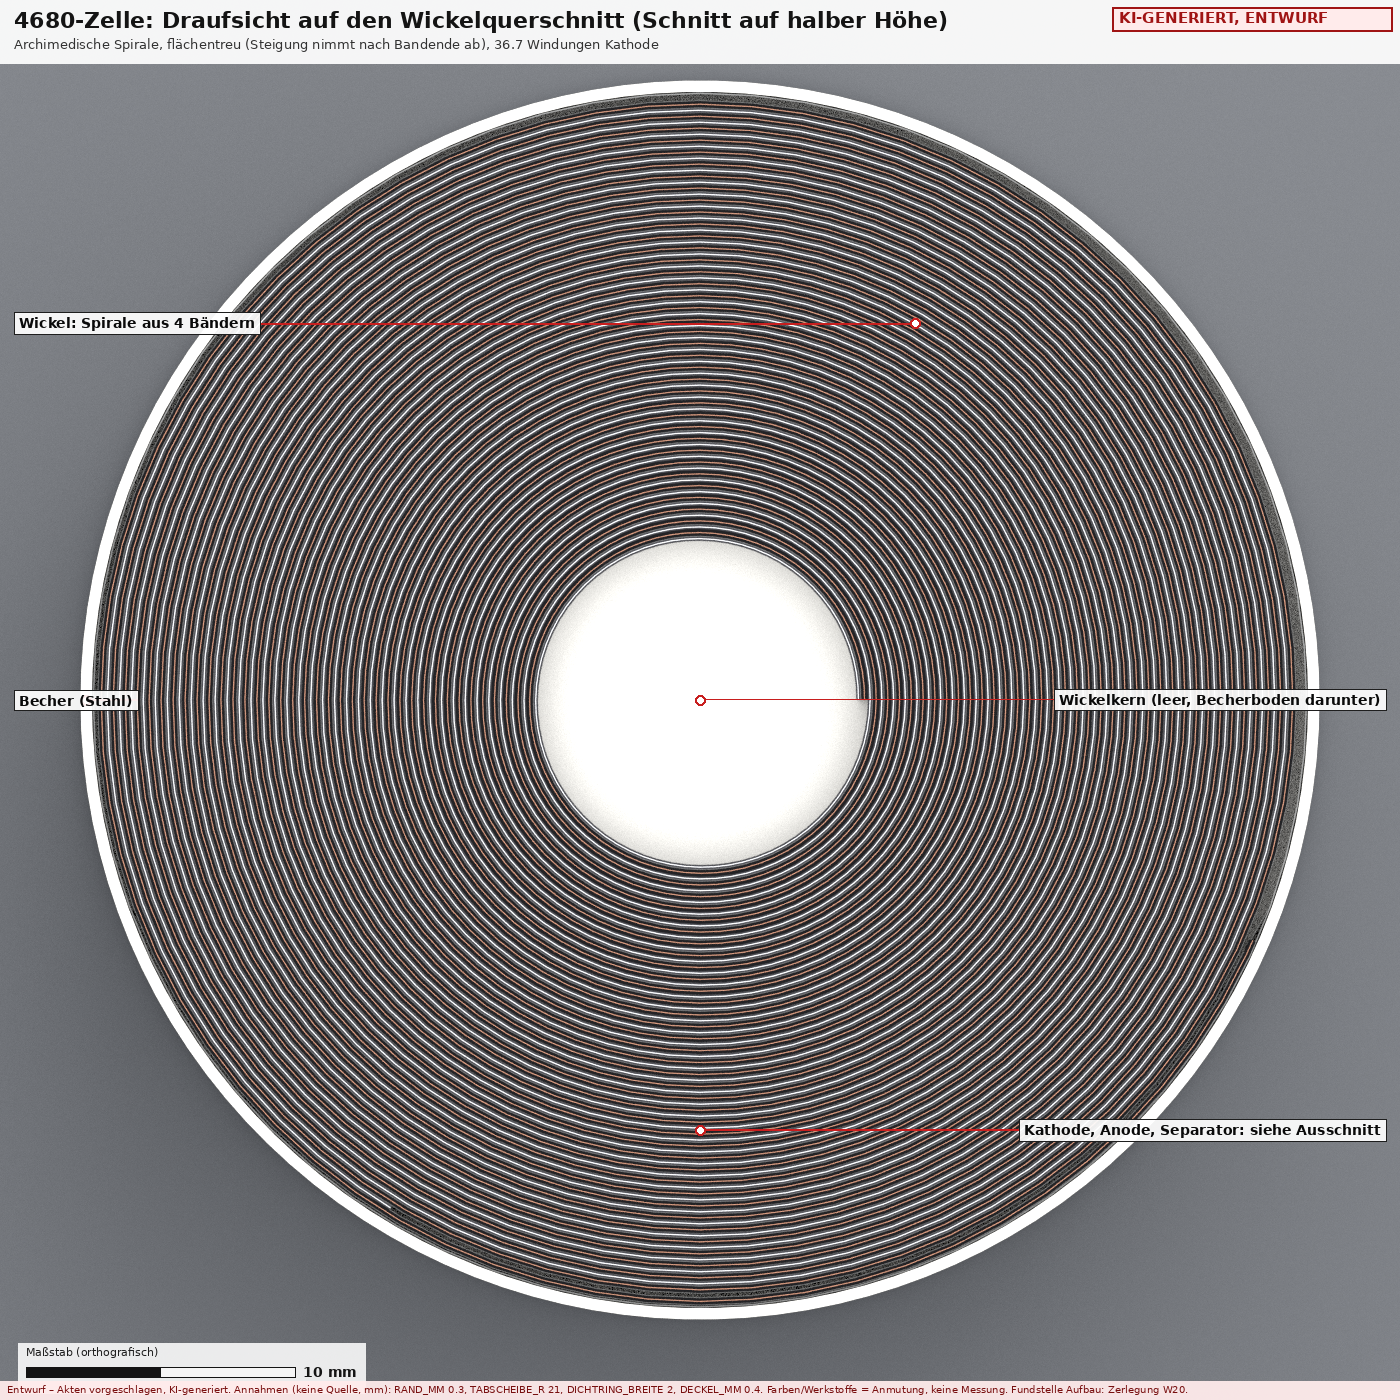 4680-Zelle: Draufsicht auf den Wickelquerschnitt (Schnitt auf halber Höhe)
KI-GENERIERT, ENTWURF
Archimedische Spirale, flächentreu (Steigung nimmt nach Bandende ab), 36.7 Windungen Kathode
Wickel: Spirale aus 4 Bändern
Becher (Stahl)
Wickelkern (leer, Becherboden darunter)
Kathode, Anode, Separator: siehe Ausschnitt
Maßstab (orthografisch)
10 mm
Entwurf – Akten vorgeschlagen, KI-generiert. Annahmen (keine Quelle, mm): RAND_MM 0.3, TABSCHEIBE_R 21, DICHTRING_BREITE 2, DECKEL_MM 0.4. Farben/Werkstoffe = Anmutung, keine Messung. Fundstelle Aufbau: Zerlegung W20.